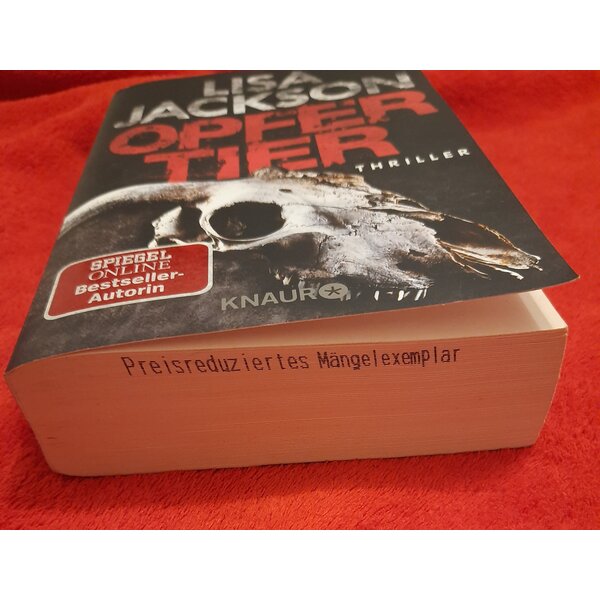 LISA
JACKSON
OPFER
TIER
THRILLER
SPIEGEL
ONLINE
Bestseller-
Autorin
KNAUR
Preisreduziertes Mängelexemplar